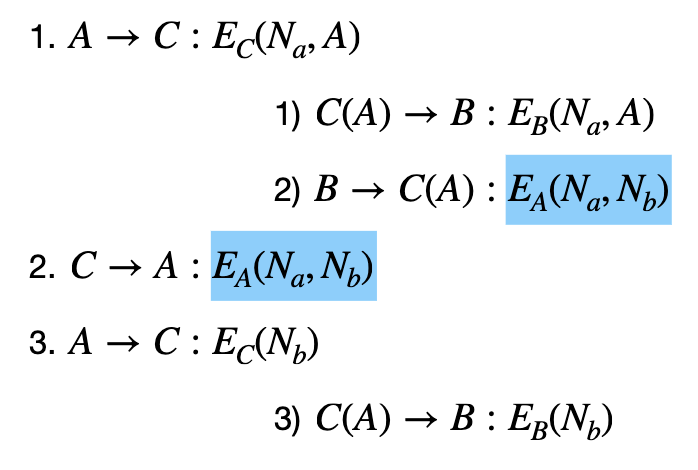 1. A → C : E_C(N_a, A)
1) C(A) → B : E_B(N_a, A)
2) B → C(A) : E_A(N_a, N_b)
2. C → A : E_A(N_a, N_b)
3. A → C : E_C(N_b)
3) C(A) → B : E_B(N_b)